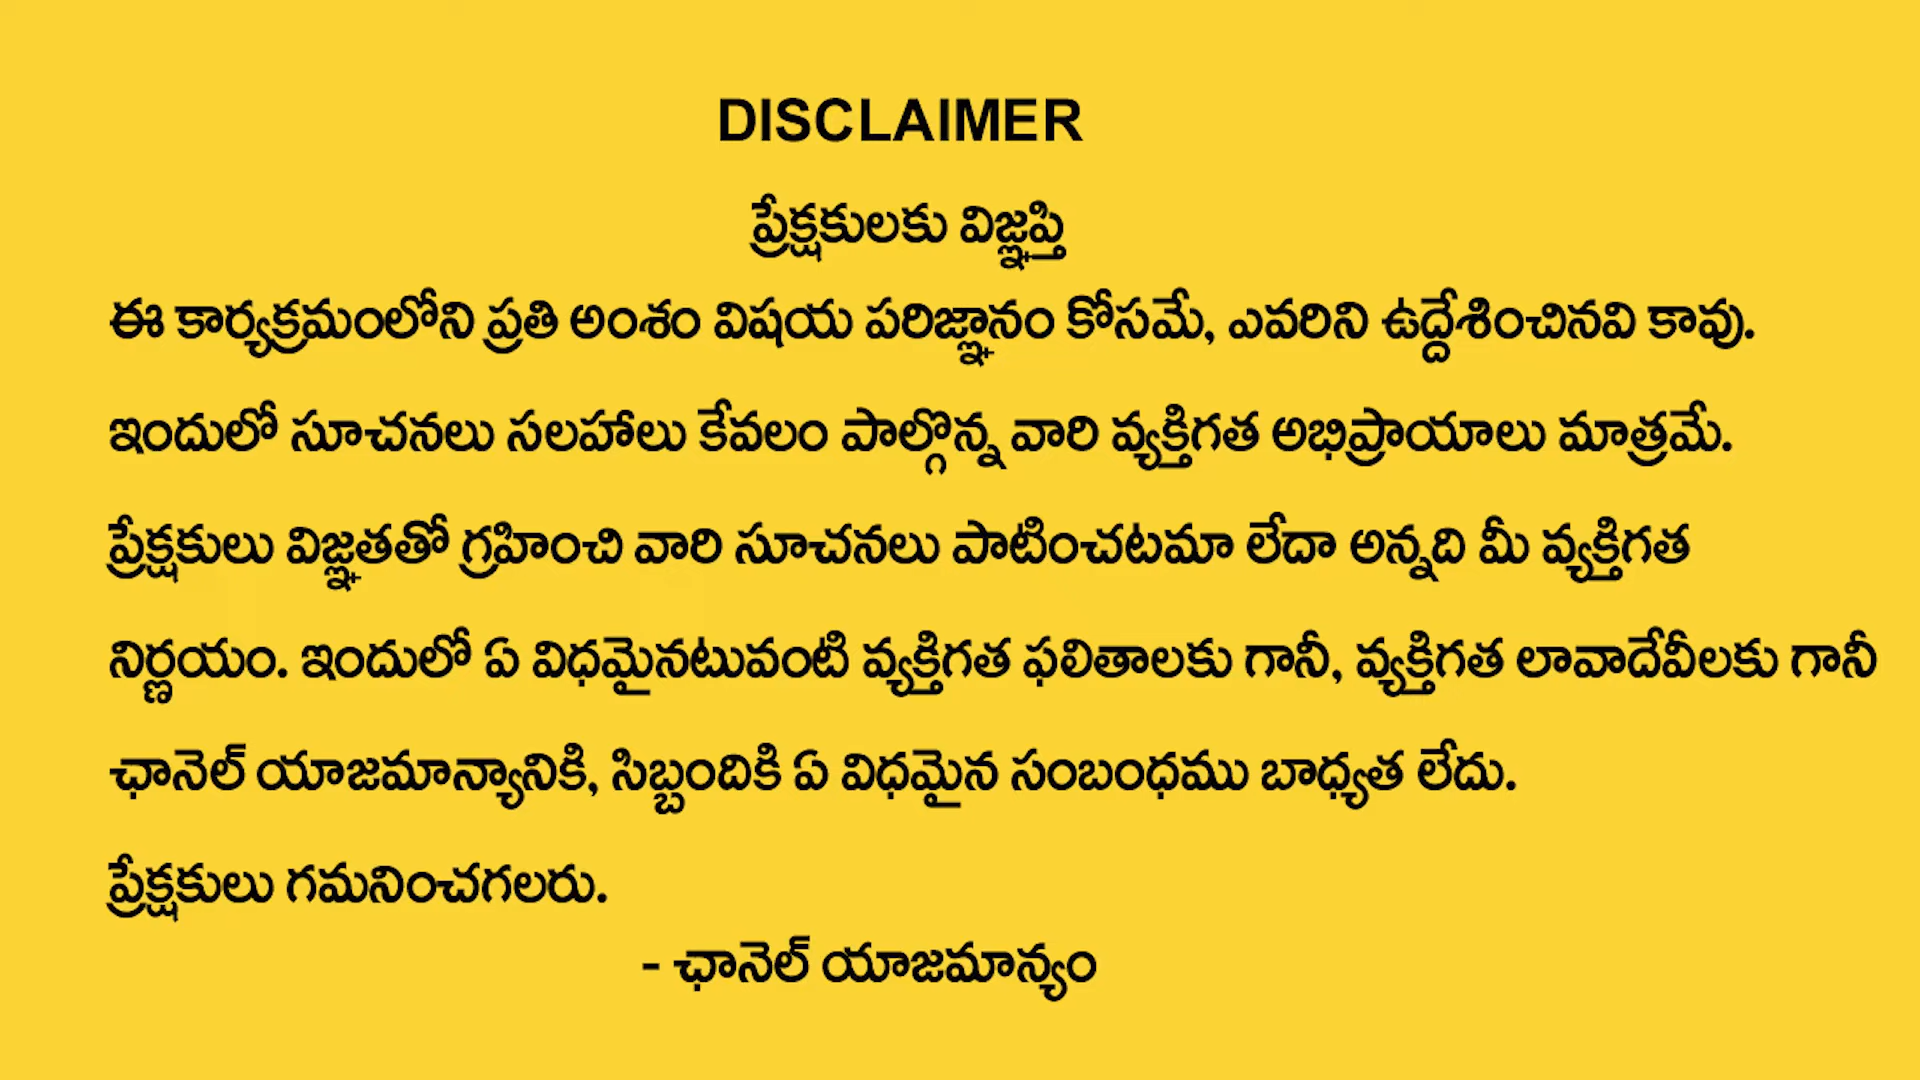 DISCLAIMER
ప్రేక్షకులకు విజ్ఞప్తి
ఈ కార్యక్రమంలోని ప్రతి అంశం విషయ పరిజ్ఞానం కోసమే, ఎవరిని ఉద్దేశించినవి కావు.
ఇందులో సూచనలు సలహాలు కేవలం పాల్గొన్న వారి వ్యక్తిగత అభిప్రాయాలు మాత్రమే.
ప్రేక్షకులు విజ్ఞతతో గ్రహించి వారి సూచనలు పాటించటమా లేదా అన్నది మీ వ్యక్తిగత
నిర్ణయం. ఇందులో ఏ విధమైనటువంటి వ్యక్తిగత ఫలితాలకు గానీ, వ్యక్తిగత లావాదేవీలకు గానీ
ఛానెల్ యాజమాన్యానికి, సిబ్బందికి ఏ విధమైన సంబంధము బాధ్యత లేదు.
ప్రేక్షకులు గమనించగలరు.
- ఛానెల్ యాజమాన్యం